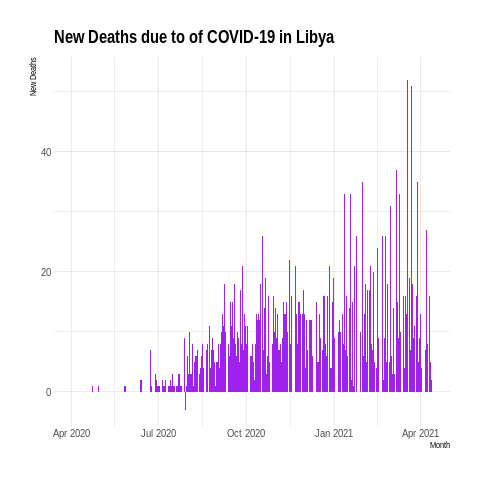 New Deaths due to of COVID-19 in Libya
New Deaths
40
20
0
Apr 2020 Jul 2020 Oct 2020 Jan 2021 Apr 2021
Month